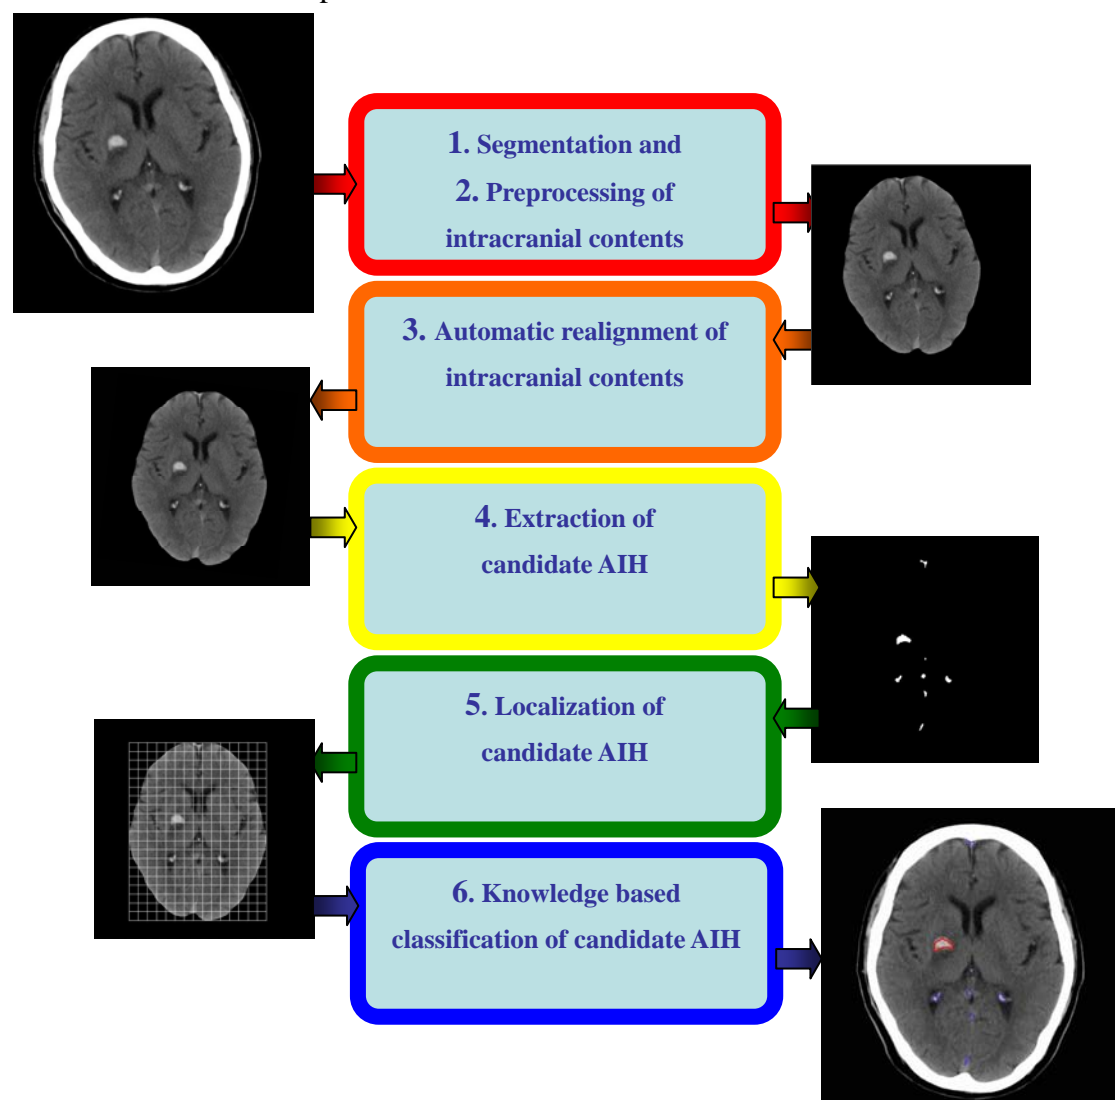 1. Segmentation and
2. Preprocessing of
intracranial contents
3. Automatic realignment of
intracranial contents
4. Extraction of
candidate AIH
5. Localization of
candidate AIH
6. Knowledge based
classification of candidate AIH